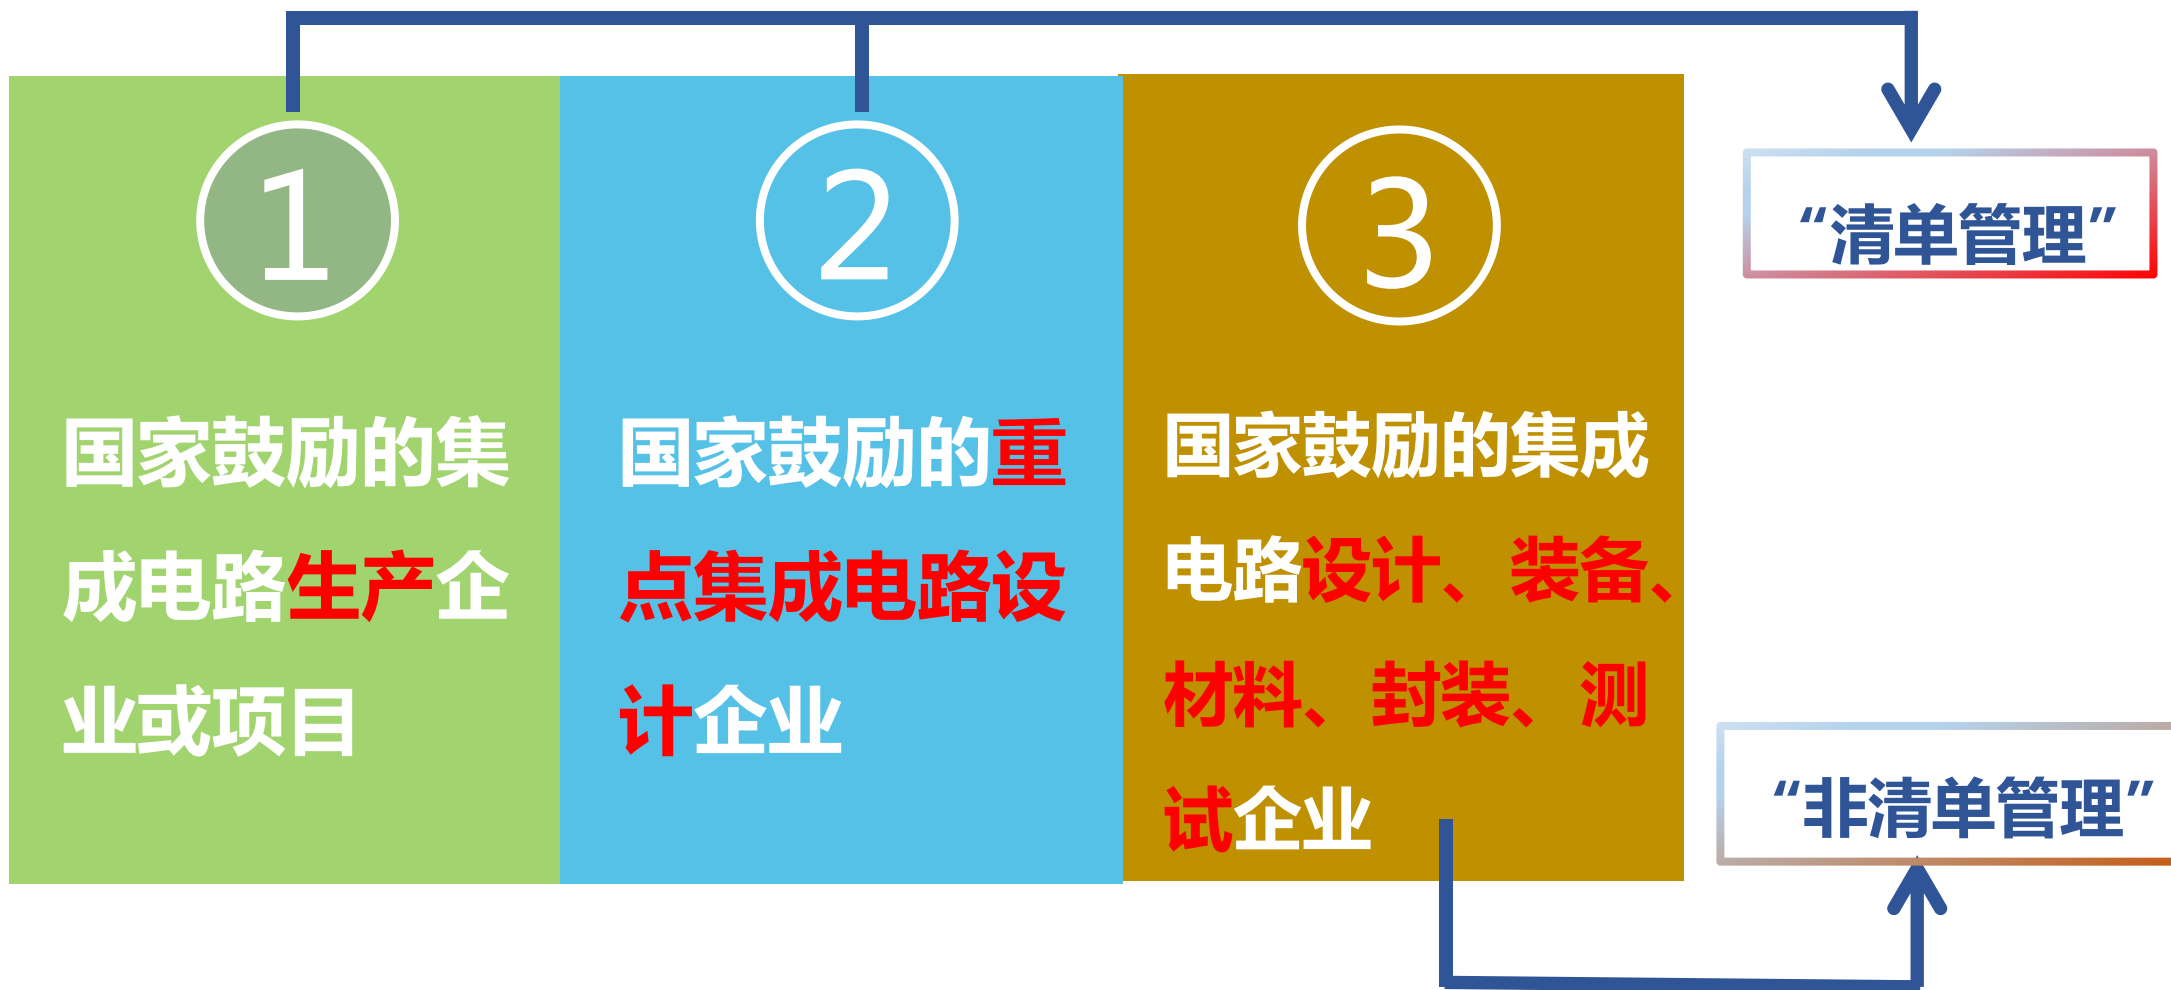 1
国家鼓励的集
成电路生产企
业或项目
2
国家鼓励的重
点集成电路设
计企业
3
国家鼓励的集成
电路设计、装备、
材料、封装、测
试企业
“清单管理”
“非清单管理”